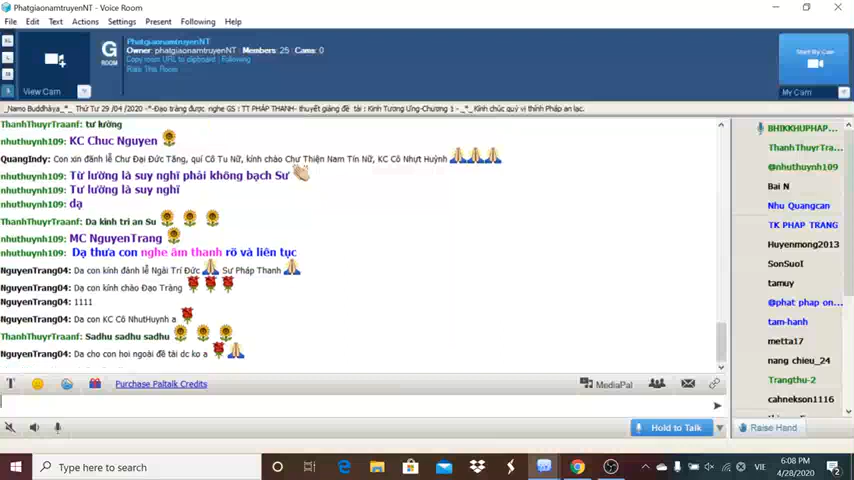 PhatgiaonamtruyenNT - Voice Room
File Edit Text Actions Settings Present Following Help
PhatgiaonamtruyenNT
Owner: phatgiaonamtruyenNT | Members: 25 | Cams: 0
Copy room URL to clipboard | Following
Rate This Room
G
ROOM
View Cam
Start My Cam
My Cam
_Namo Buddhàya_*_ Thứ Tư 29 /04 /2020 -*-Đạo tràng được nghe GS : TT PHÁP THANH- thuyết giảng đề tài : Kinh Tương Ưng-Chương 1 -_*_Kính chúc quý vị thính Pháp an lạc.
ThanhThuyrTraanf: tư lường
nhuthuynh109: KC Chuc Nguyen
QuangIndy: Con xin đảnh lễ Chư Đại Đức Tăng, quí Cô Tu Nữ, kính chào Chư Thiện Nam Tín Nữ, KC Cô Nhựt Huỳnh
nhuthuynh109: Từ lường là suy nghĩ phải không bạch Sư
nhuthuynh109: Tư lường là suy nghĩ
nhuthuynh109: dạ
ThanhThuyrTraanf: Da kinh tri an Su
nhuthuynh109: MC NguyenTrang
nhuthuynh109: Dạ thưa con nghe âm thanh rõ và liên tục
NguyenTrang04: Dạ con kính đảnh lễ Ngài Trí Đức Sư Pháp Thanh
NguyenTrang04: Dạ con kính chào Đạo Tràng
NguyenTrang04: 1111
NguyenTrang04: Dạ con KC Cô NhutHuynh a
ThanhThuyrTraanf: Sadhu sadhu sadhu
NguyenTrang04: Dạ cho con hoi ngoài đề tài dc ko a
BHIKKHUPHAP...
ThanhThuyrTraanf
@nhuthuynh109
Bai N
Nhu Quangcan
TK PHAP TRANG
Huyenmong2013
SonSuoI
tamuy
@phat phap on...
tam-hanh
metta17
nang chieu_24
Trangthu-2
cahnekson1116
T Purchase Paltalk Credits MediaPal
Hold to Talk Raise Hand
Type here to search
VIE
6:08 PM
4/28/2020
2